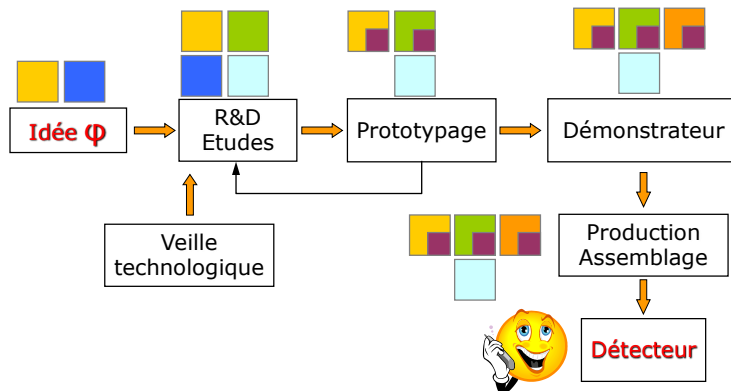 Idée φ
R&D
Etudes
Prototypage
Démonstrateur
Veille
technologique
Production
Assemblage
Détecteur